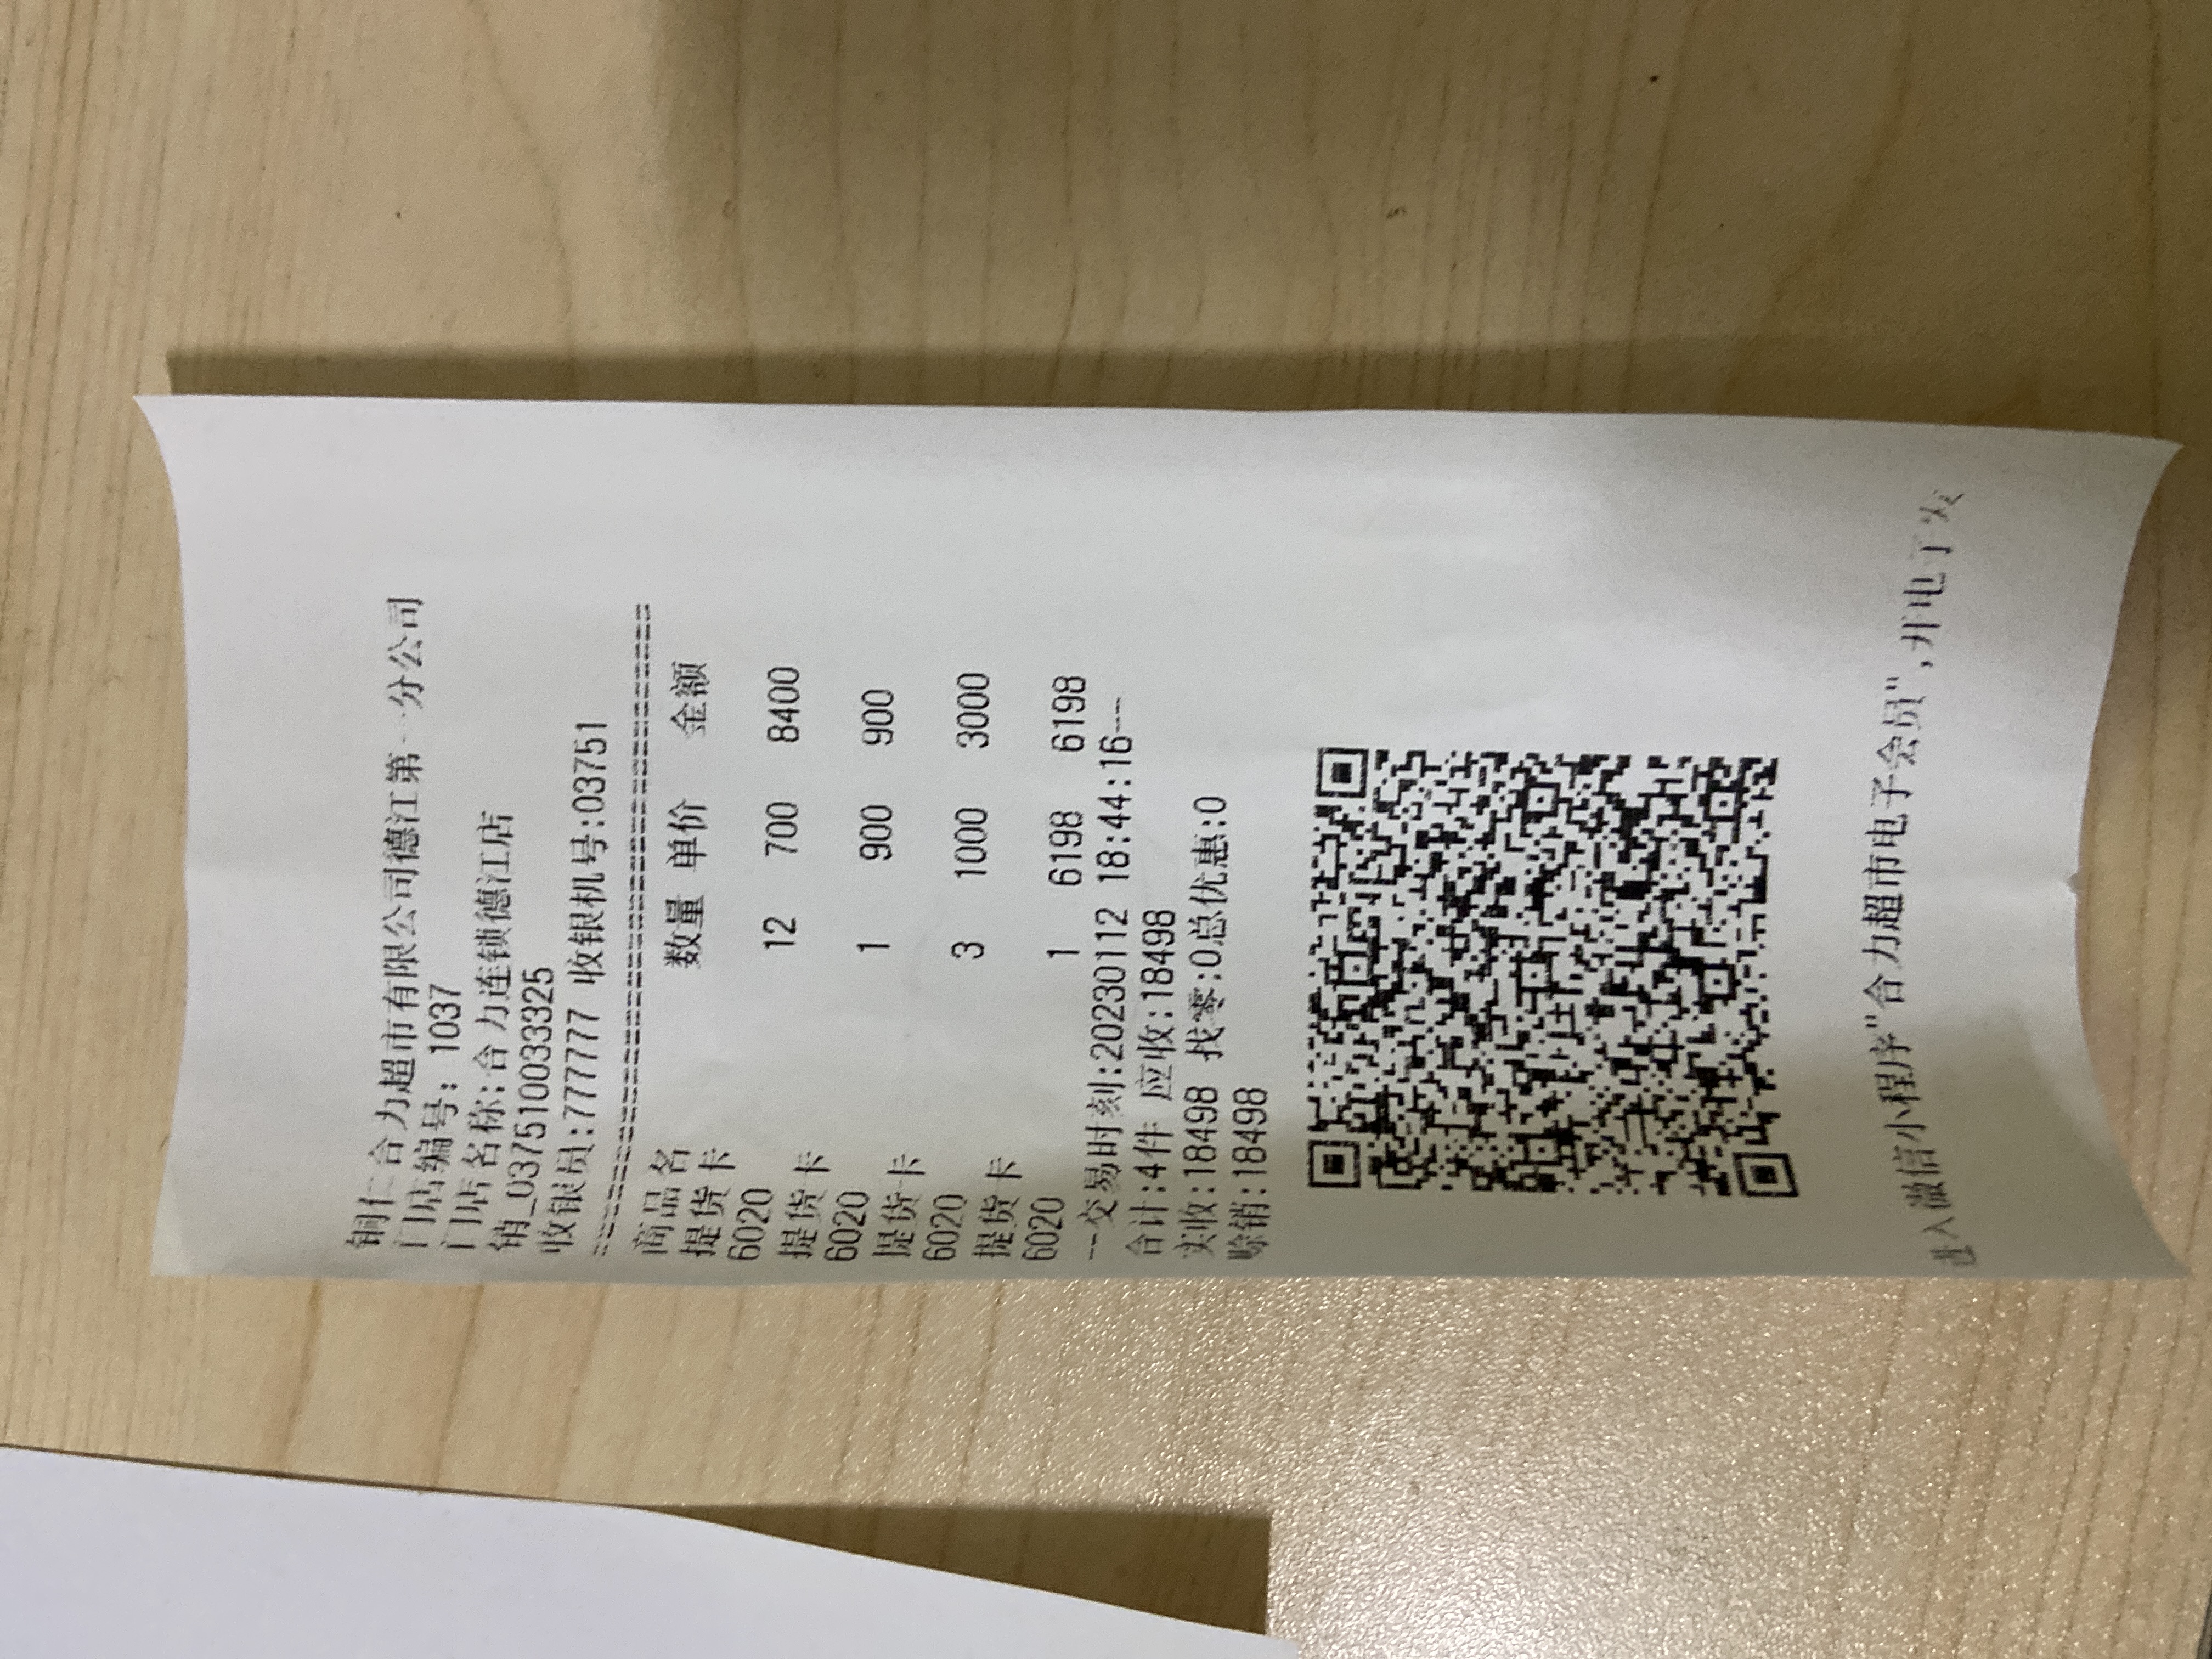 铜仁合力超市有限公司德江第一分公司
门店编号: 1037
门店名称:合力连锁德江店
销_0375100033325
收银员:777777 收银机号:03751
================================
商品名 数量 单价 金额
提货卡
6020 12 700 8400
提货卡
6020 1 900 900
提货卡
6020 3 1000 3000
提货卡
6020 1 6198 6198
--交易时刻:20230112 18:44:16--
合计:4件 应收:18498
实收:18498 找零:0总优惠:0
赊销:18498
进入微信小程序"合力超市电子会员",开电子发